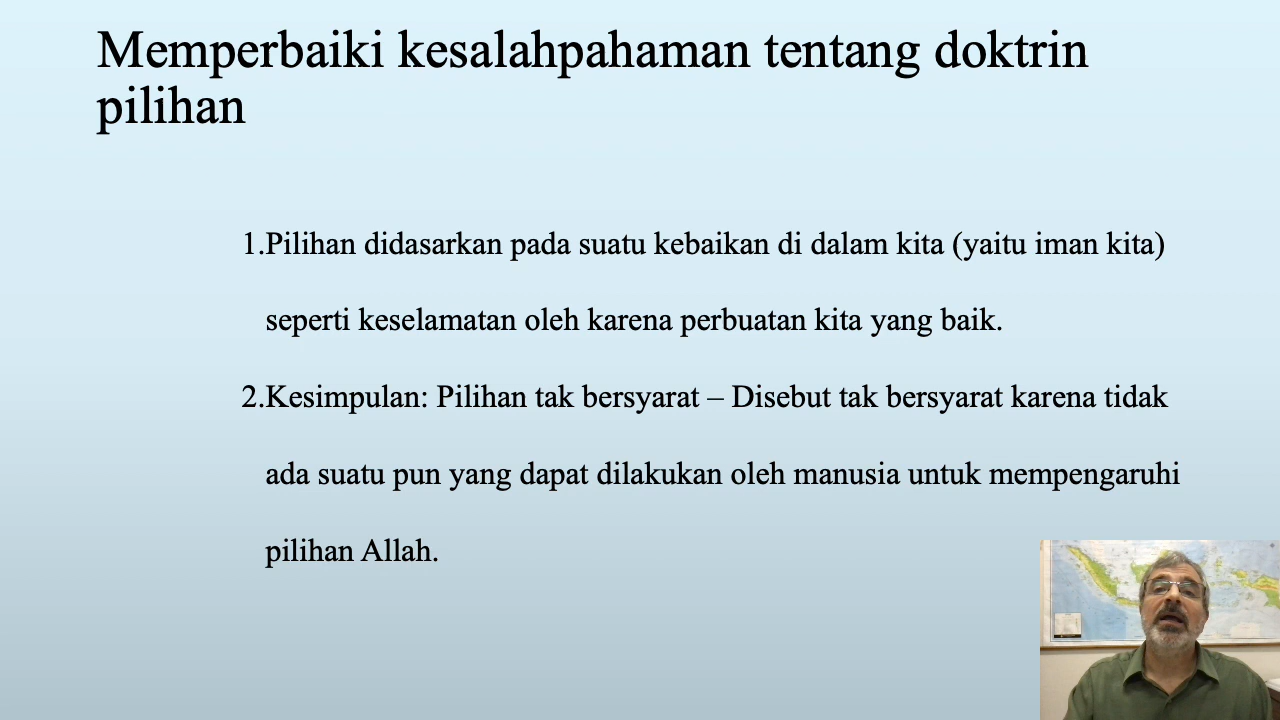 Memperbaiki kesalahpahaman tentang doktrin
pilihan
1.Pilihan didasarkan pada suatu kebaikan di dalam kita (yaitu iman kita)
seperti keselamatan oleh karena perbuatan kita yang baik.
2.Kesimpulan: Pilihan tak bersyarat – Disebut tak bersyarat karena tidak
ada suatu pun yang dapat dilakukan oleh manusia untuk mempengaruhi
pilihan Allah.